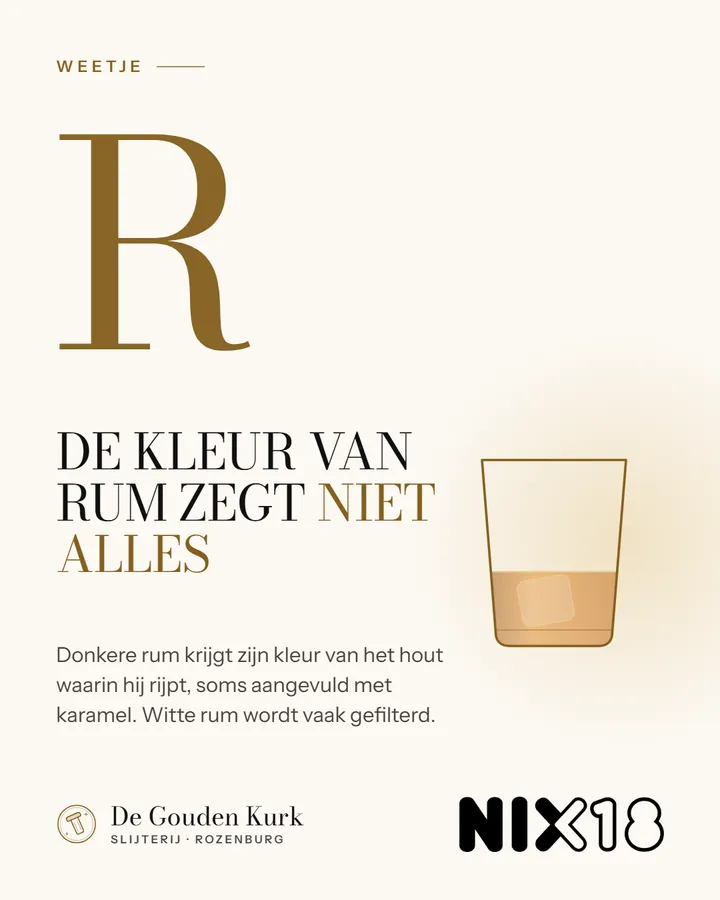 WEETJE
R
DE KLEUR VAN
RUM ZEGT NIET
ALLES
Donkere rum krijgt zijn kleur van het hout
waarin hij rijpt, soms aangevuld met
karamel. Witte rum wordt vaak gefilterd.
De Gouden Kurk
SLIJTERIJ · ROZENBURG
NIX18